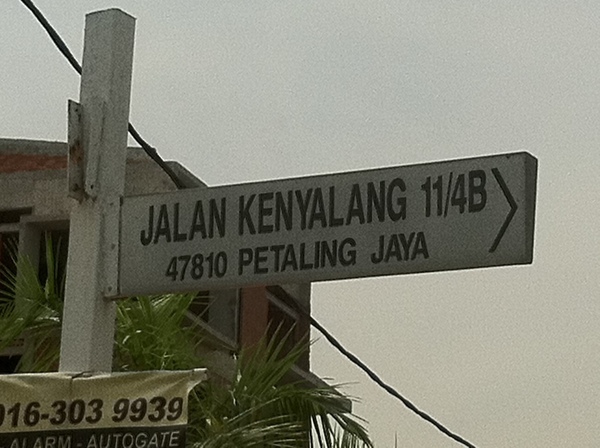 JALAN KENYALANG 11/4B
47810 PETALING JAYA
016-303 9939
ALARM - AUTOGATE